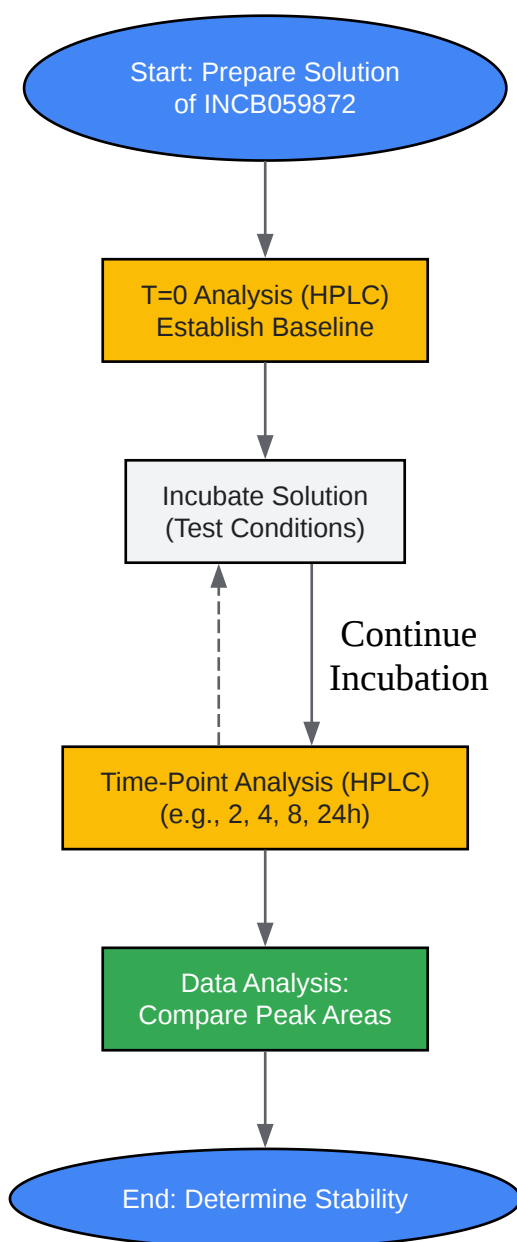 Start: Prepare Solution
of INCB059872
T=0 Analysis (HPLC)
Establish Baseline
Incubate Solution
(Test Conditions)
Continue
Incubation
Time-Point Analysis (HPLC)
(e.g., 2, 4, 8, 24h)
Data Analysis:
Compare Peak Areas
End: Determine Stability